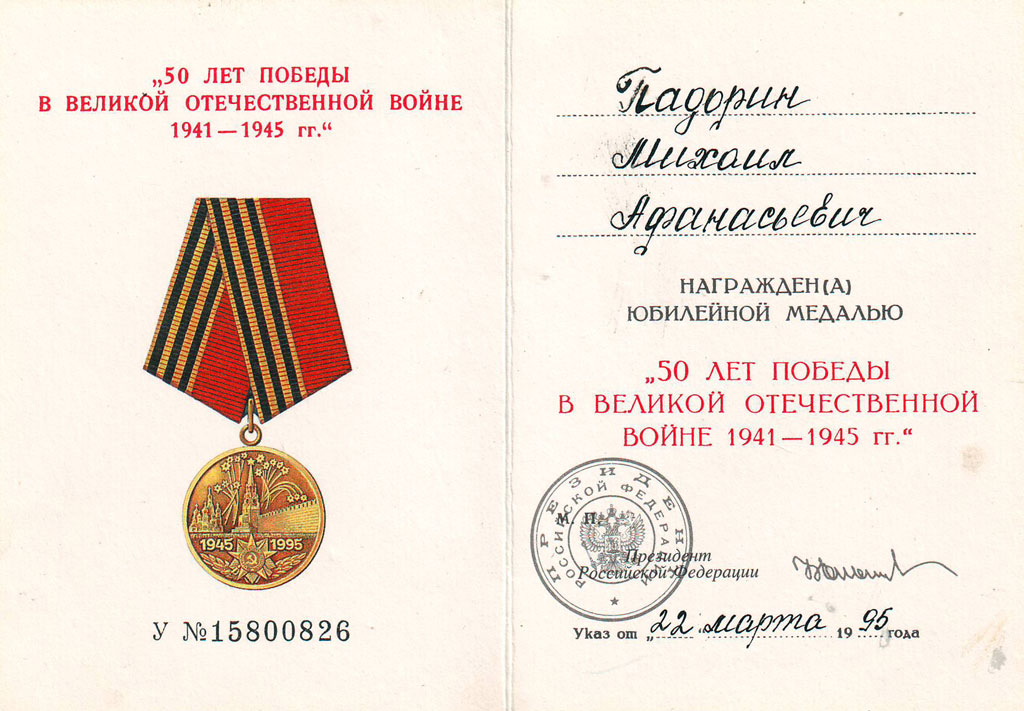 „50 ЛЕТ ПОБЕДЫ
В ВЕЛИКОЙ ОТЕЧЕСТВЕННОЙ ВОЙНЕ
1941 — 1945 гг.“
1945 1995
У №15800826
Падорин
Михаил
Афанасьевич
НАГРАЖДЕН(А)
ЮБИЛЕЙНОЙ МЕДАЛЬЮ
„50 ЛЕТ ПОБЕДЫ
В ВЕЛИКОЙ ОТЕЧЕСТВЕННОЙ
ВОЙНЕ 1941 — 1945 гг.“
ПРЕЗИДЕНТ
РОССИЙСКОЙ ФЕДЕРАЦИИ
М. П.
Президент
Российской Федерации
Указ от „22“ марта 1995 года